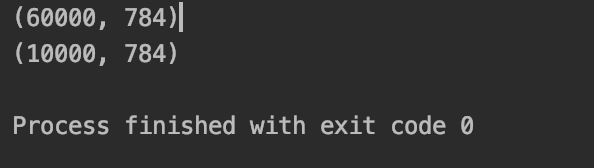 (60000, 784)
(10000, 784)
Process finished with exit code 0